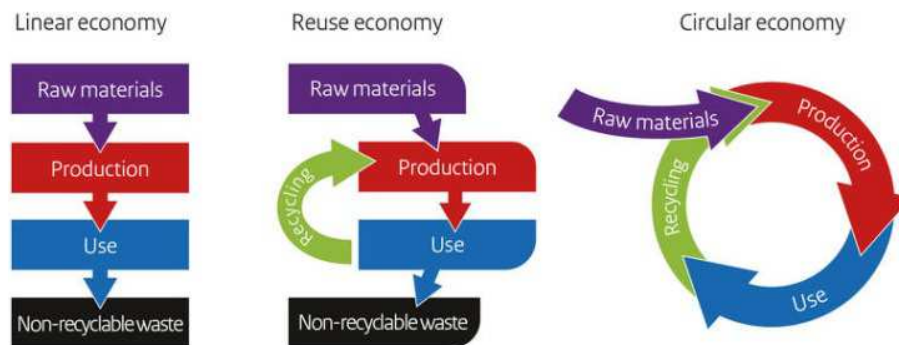 Linear economy
Raw materials
Production
Use
Non-recyclable waste
Reuse economy
Raw materials
Production
Recycling
Use
Non-recyclable waste
Circular economy
Raw materials
Production
Recycling
Use